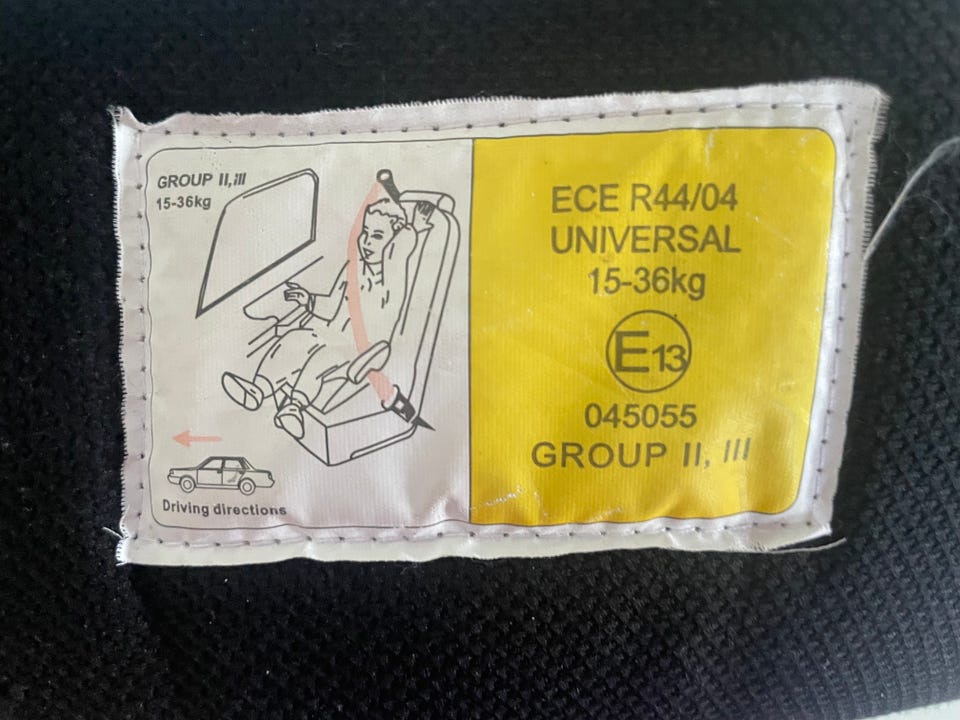 GROUP II,III
15-36kg
Driving directions
ECE R44/04
UNIVERSAL
15-36kg
E13
045055
GROUP II, III